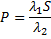 P = λ₁S / λ₂